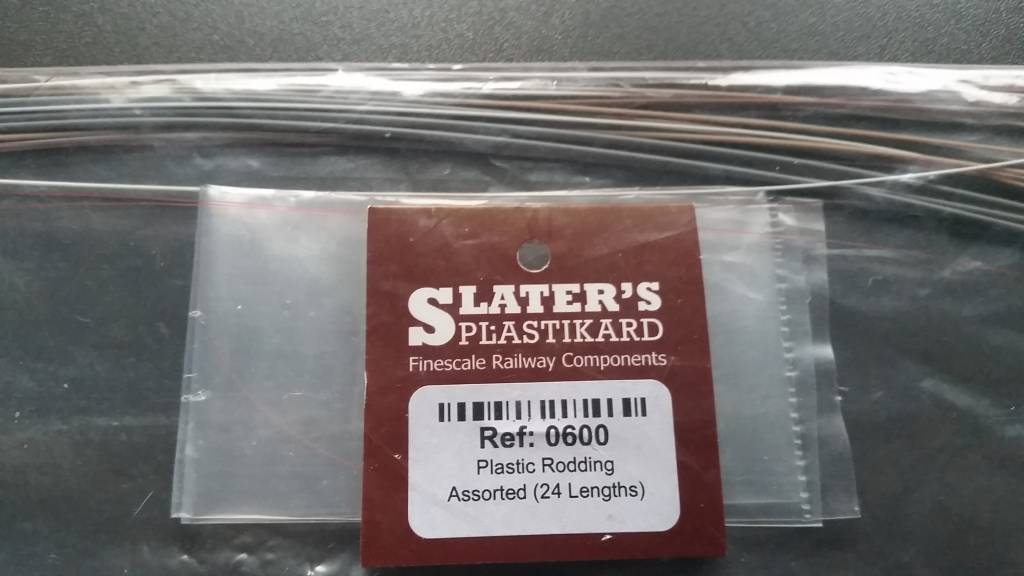 SLATER'S
PLASTIKARD
Finescale Railway Components
Ref: 0600
Plastic Rodding
Assorted (24 Lengths)